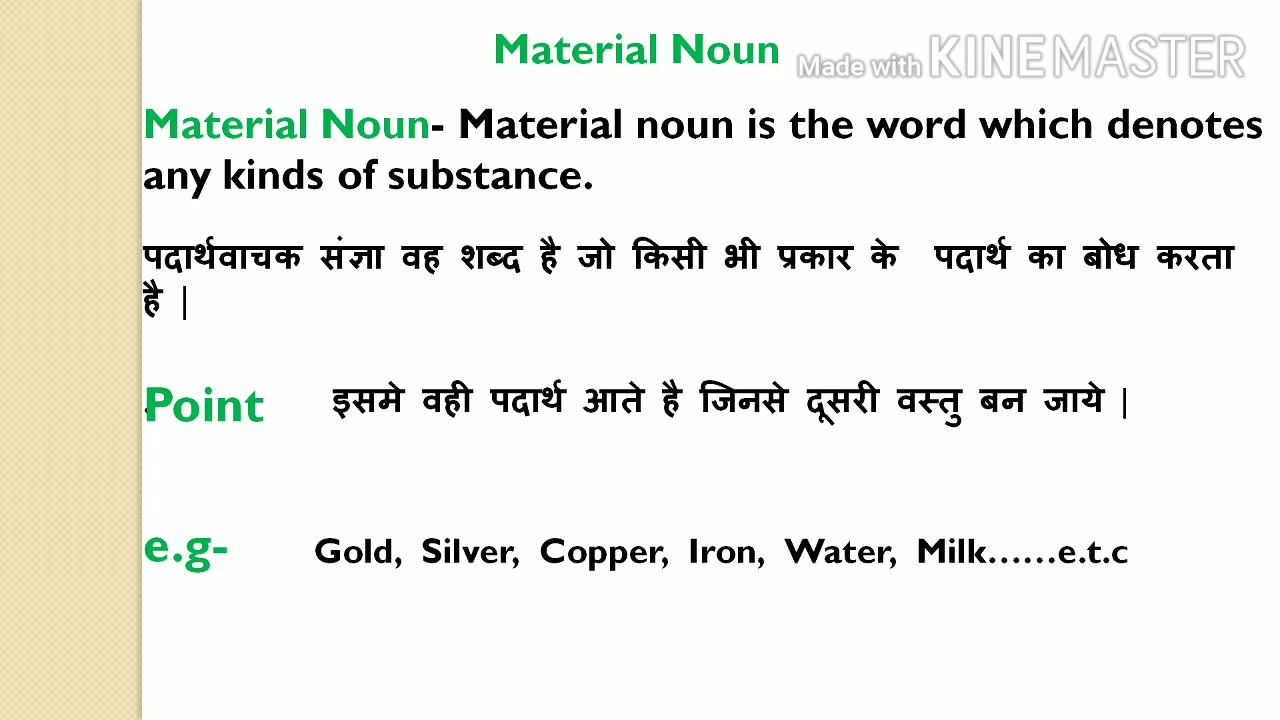 Material Noun
Made with KINEMASTER
Material Noun- Material noun is the word which denotes
any kinds of substance.
पदार्थवाचक संज्ञा वह शब्द है जो किसी भी प्रकार के पदार्थ का बोध करता
है |
Point इसमे वही पदार्थ आते है जिनसे दूसरी वस्तु बन जाये |
e.g- Gold, Silver, Copper, Iron, Water, Milk……e.t.c